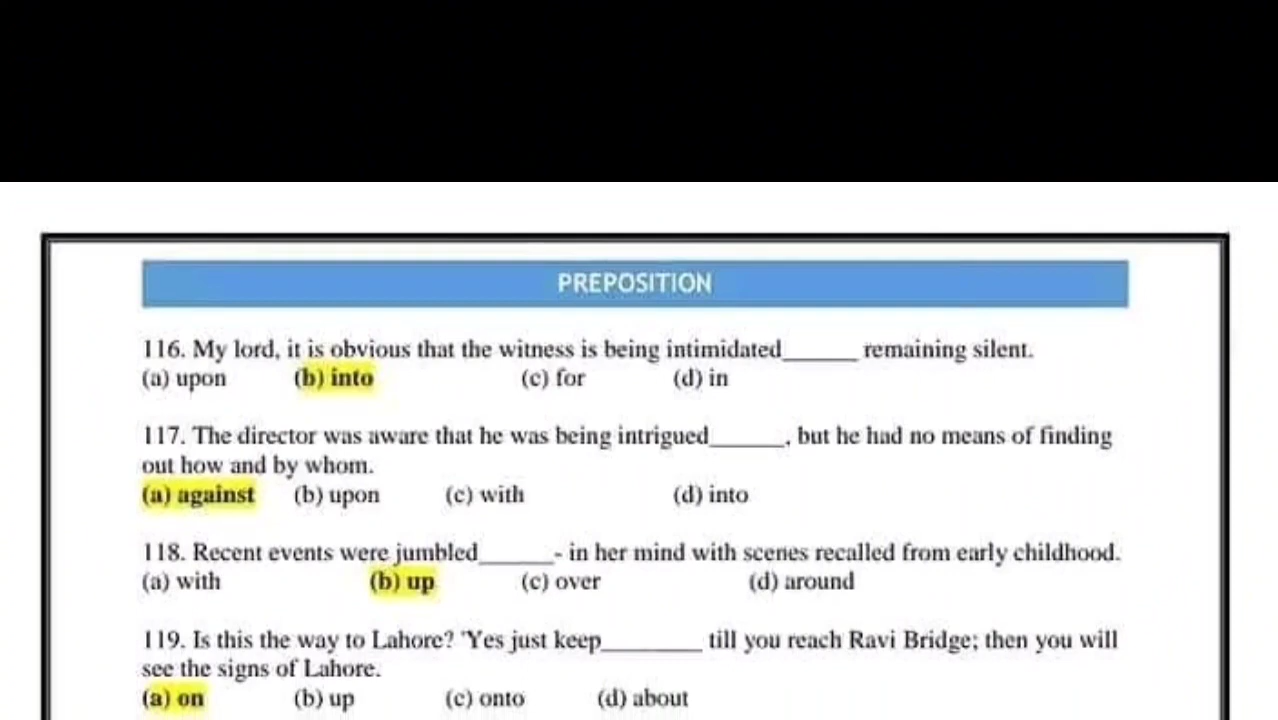 PREPOSITION
116. My lord, it is obvious that the witness is being intimidated______ remaining silent.
(a) upon (b) into (c) for (d) in
117. The director was aware that he was being intrigued______, but he had no means of finding
out how and by whom.
(a) against (b) upon (c) with (d) into
118. Recent events were jumbled______- in her mind with scenes recalled from early childhood.
(a) with (b) up (c) over (d) around
119. Is this the way to Lahore? 'Yes just keep________ till you reach Ravi Bridge; then you will
see the signs of Lahore.
(a) on (b) up (c) onto (d) about